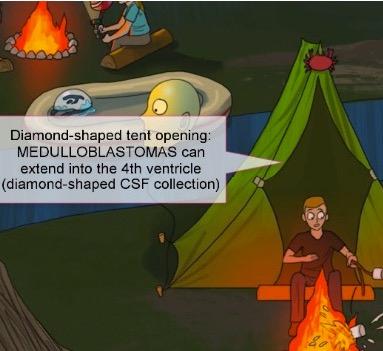 Diamond-shaped tent opening:
MEDULLOBLASTOMAS can
extend into the 4th ventricle
(diamond-shaped CSF collection)